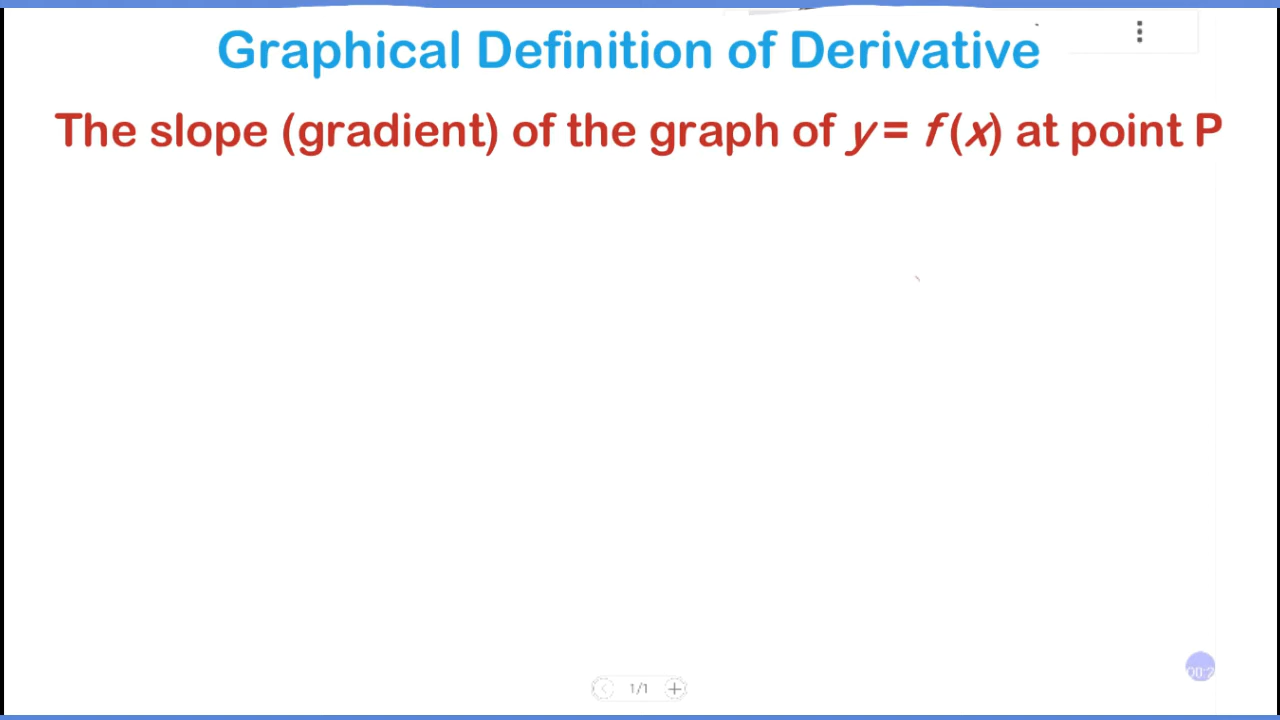 Graphical Definition of Derivative
The slope (gradient) of the graph of y = f(x) at point P
1/1